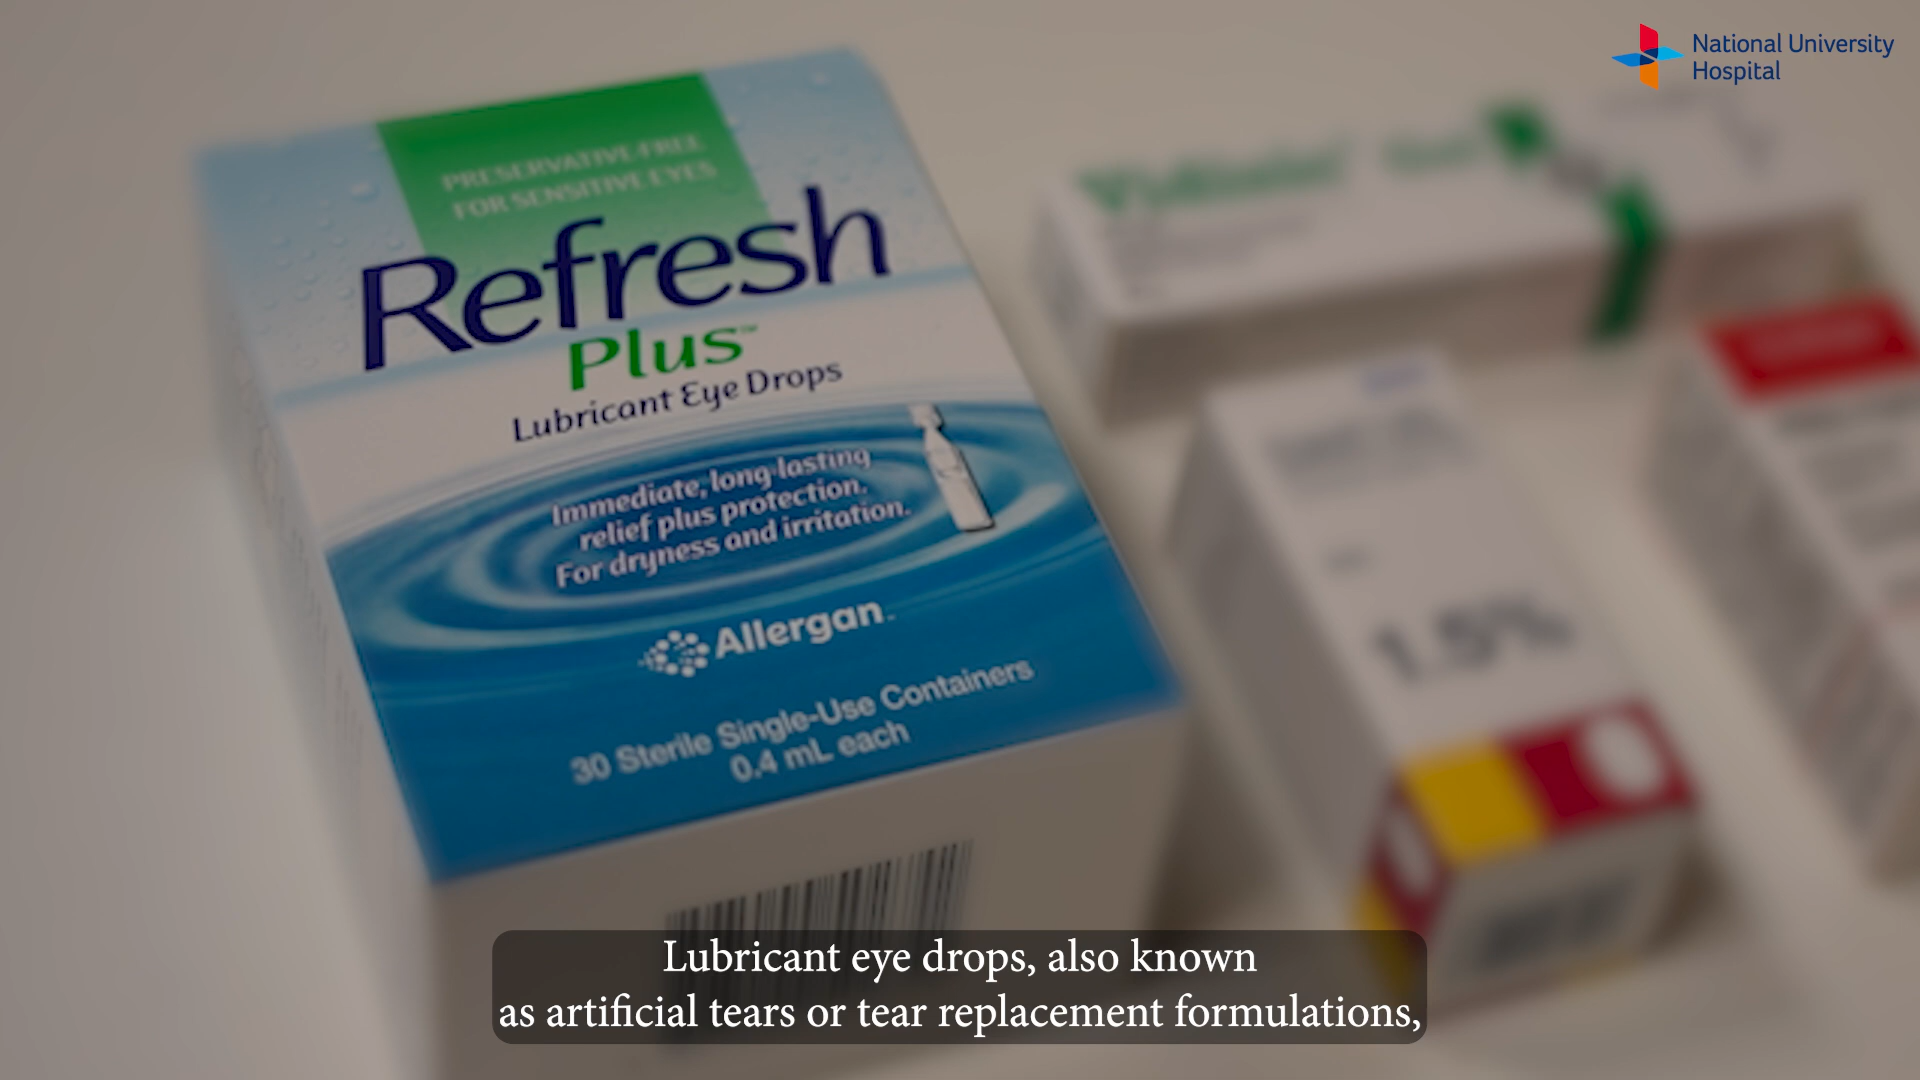 National University
Hospital
PRESERVATIVE-FREE
FOR SENSITIVE EYES
Refresh
Plus™
Lubricant Eye Drops
Immediate, long-lasting
relief plus protection.
For dryness and irritation.
Allergan
30 Sterile Single-Use Containers
0.4 mL each
1.5%
Lubricant eye drops, also known
as artificial tears or tear replacement formulations,